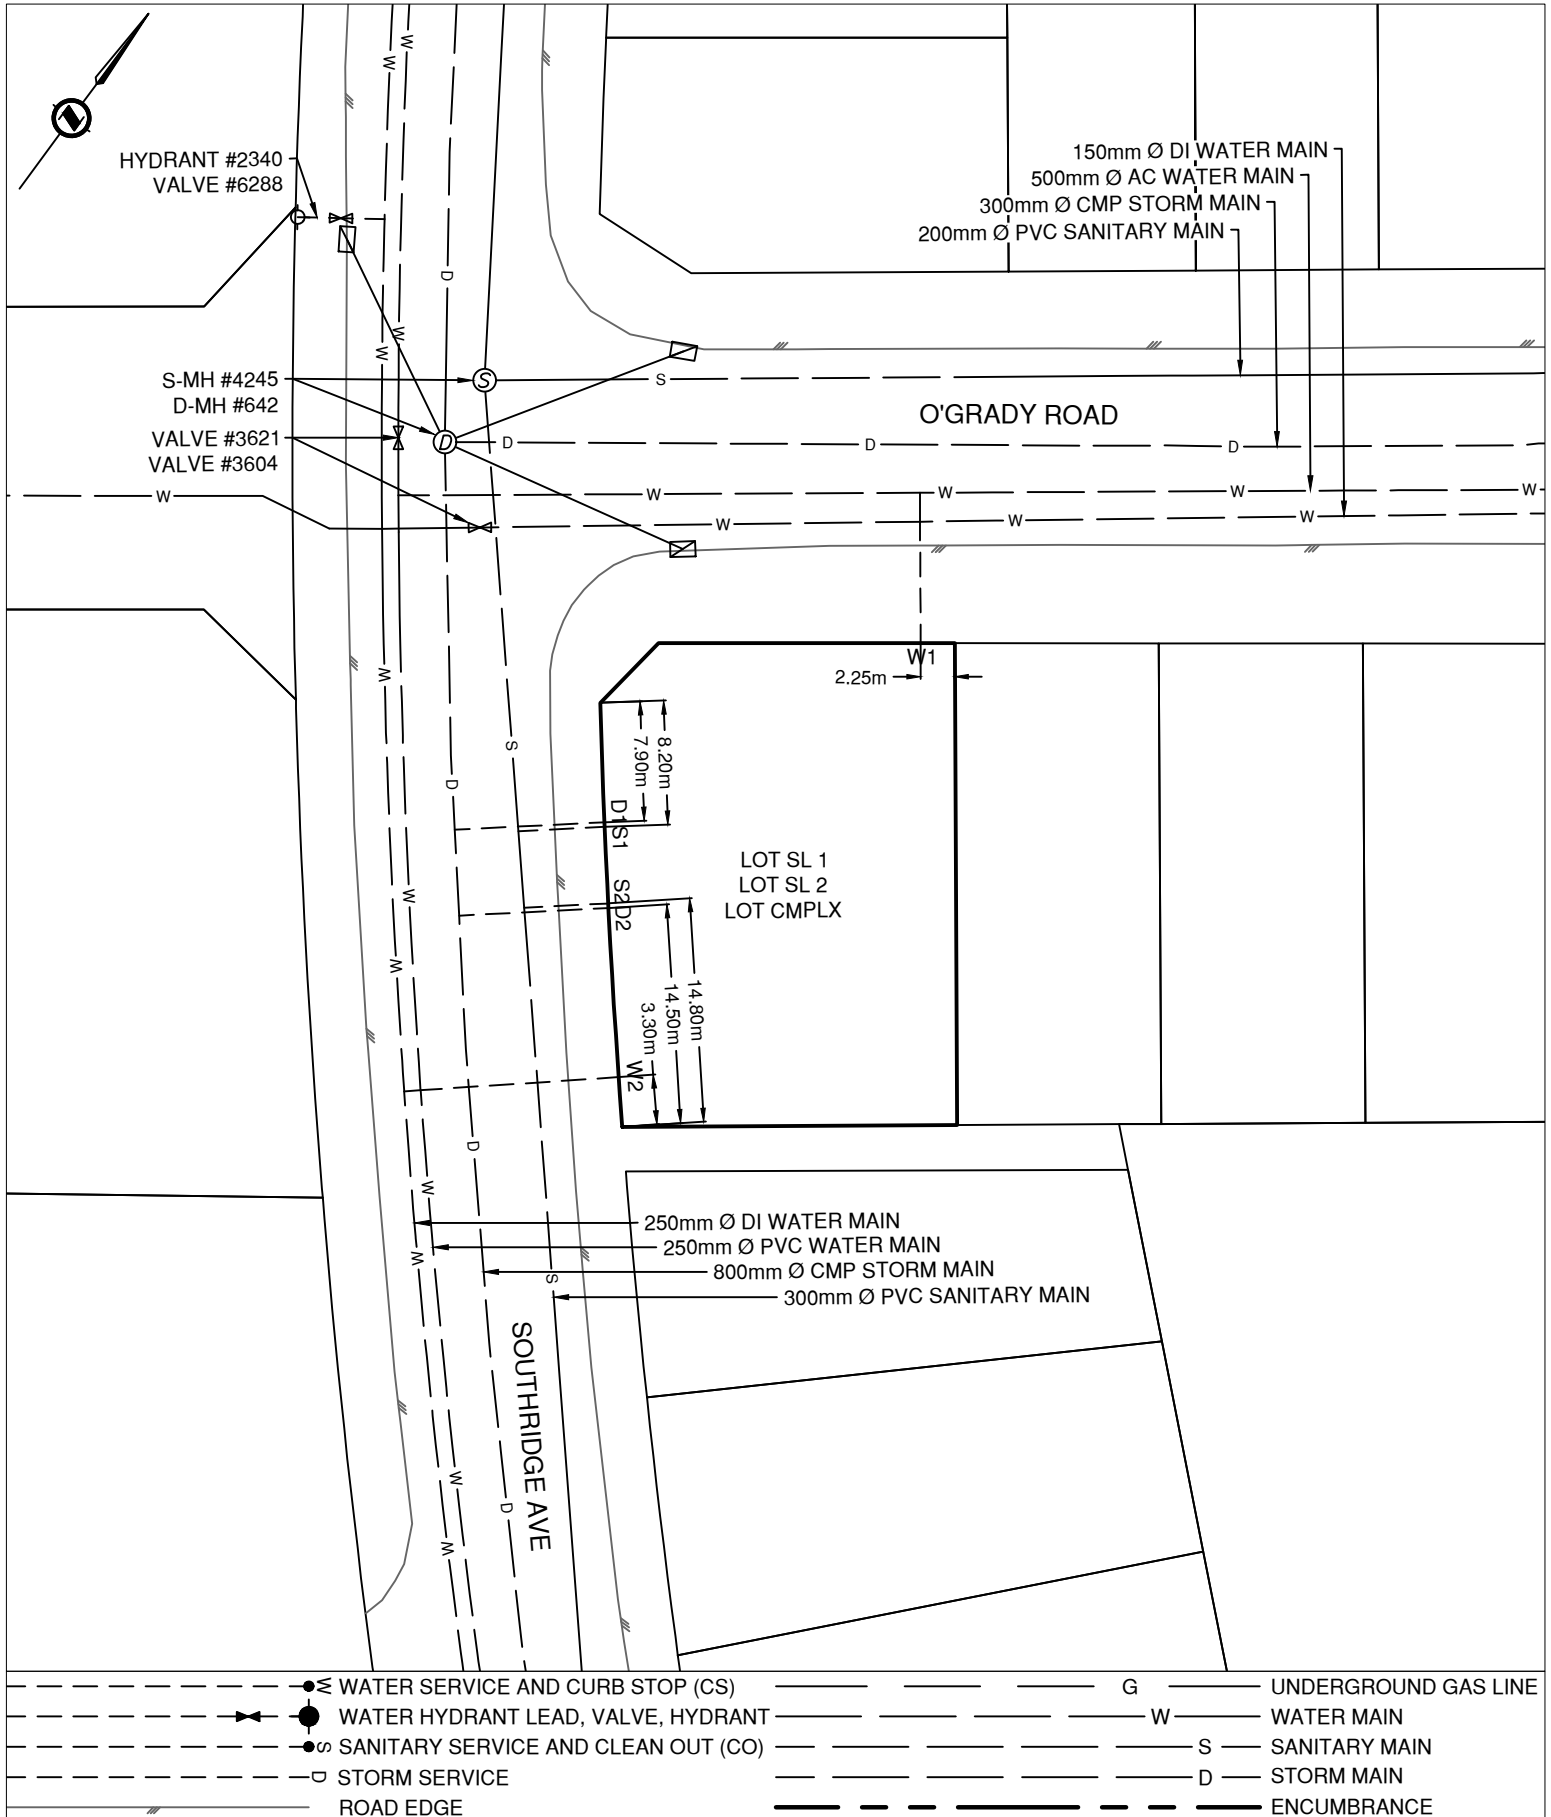 HYDRANT #2340
VALVE #6288
150mm Ø DI WATER MAIN
500mm Ø AC WATER MAIN
300mm Ø CMP STORM MAIN
200mm Ø PVC SANITARY MAIN
W
W
D
W
W
S-MH #4245
D-MH #642
VALVE #3621
VALVE #3604
S
S
O'GRADY ROAD
D
D
D
D
W
W
W
W
W
W
W
W
W1
2.25m
W
S
D
7.90m
8.20m
D1
S1
S2
D2
LOT SL 1
LOT SL 2
LOT CMPLX
W
W
3.30m
14.50m
14.80m
W2
D
W
250mm Ø DI WATER MAIN
250mm Ø PVC WATER MAIN
800mm Ø CMP STORM MAIN
300mm Ø PVC SANITARY MAIN
W
S
SOUTHRIDGE AVE
W
D
W
W WATER SERVICE AND CURB STOP (CS)
WATER HYDRANT LEAD, VALVE, HYDRANT
S SANITARY SERVICE AND CLEAN OUT (CO)
D STORM SERVICE
ROAD EDGE
G UNDERGROUND GAS LINE
W WATER MAIN
S SANITARY MAIN
D STORM MAIN
ENCUMBRANCE